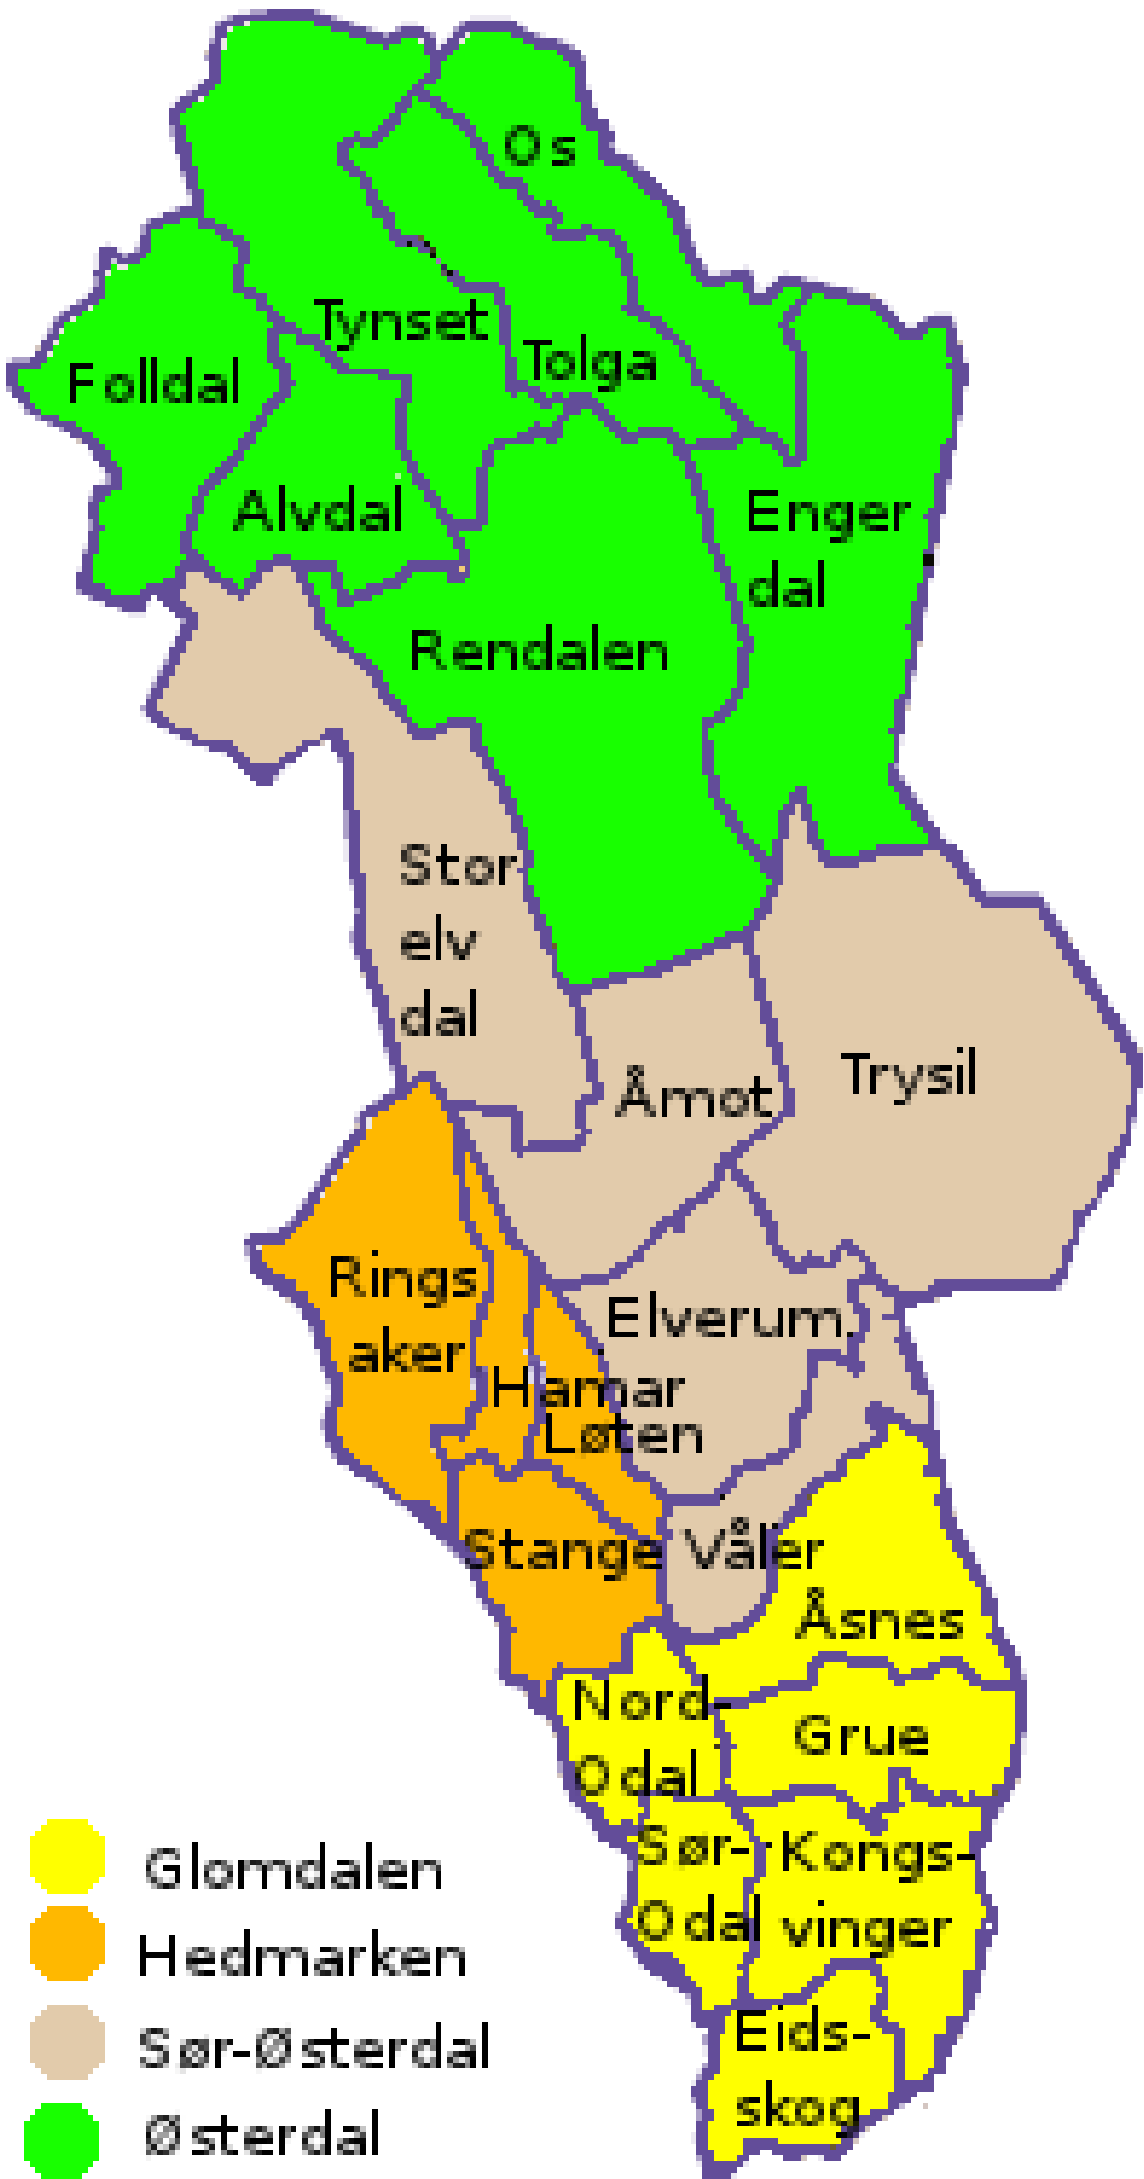 Os
Tynset
Tolga
Folldal
Alvdal
Enger
dal
Rendalen
Stor-
elv
dal
Åmot
Trysil
Rings
aker
Elverum
Hamar
Løten
Stange
Våler
Åsnes
Nord-
Odal
Grue
Sør-
Odal
Kongs-
vinger
Eids-
skog
Glomdalen
Hedmarken
Sør-Østerdal
Østerdal